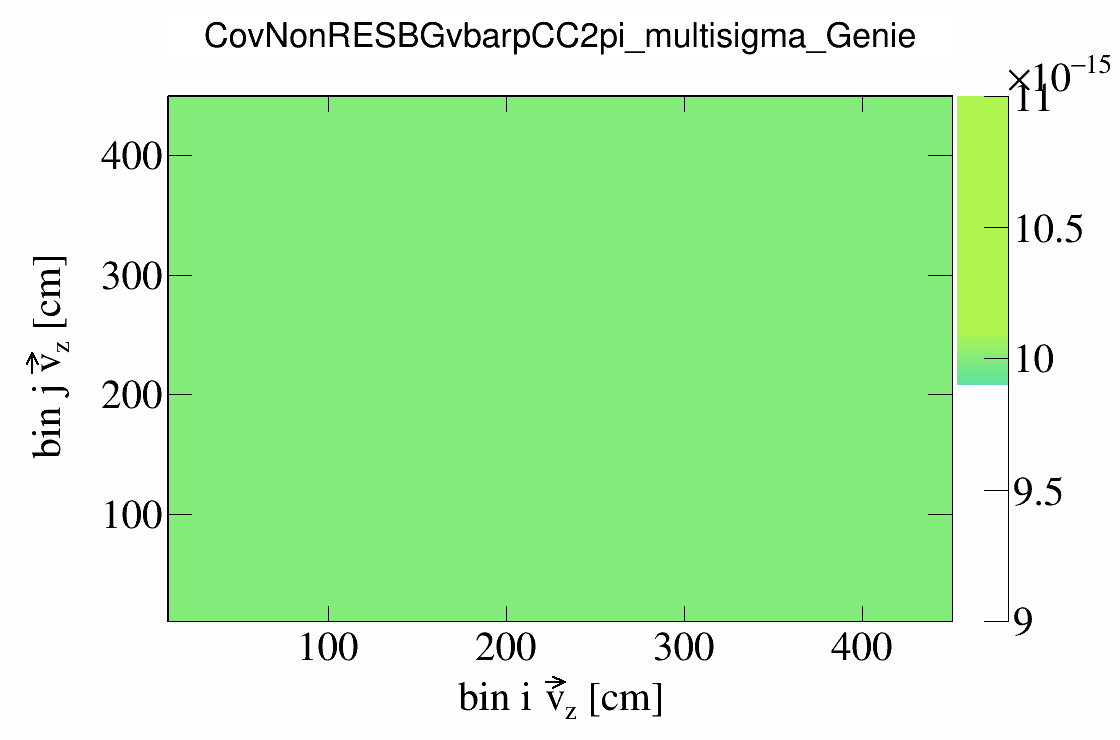 CovNonRESBGvbarpCC2pi_multisigma_Genie
×10−15
11
10.5
10
9.5
9
400
300
200
100
bin j v⃗z [cm]
100 200 300 400
bin i v⃗z [cm]